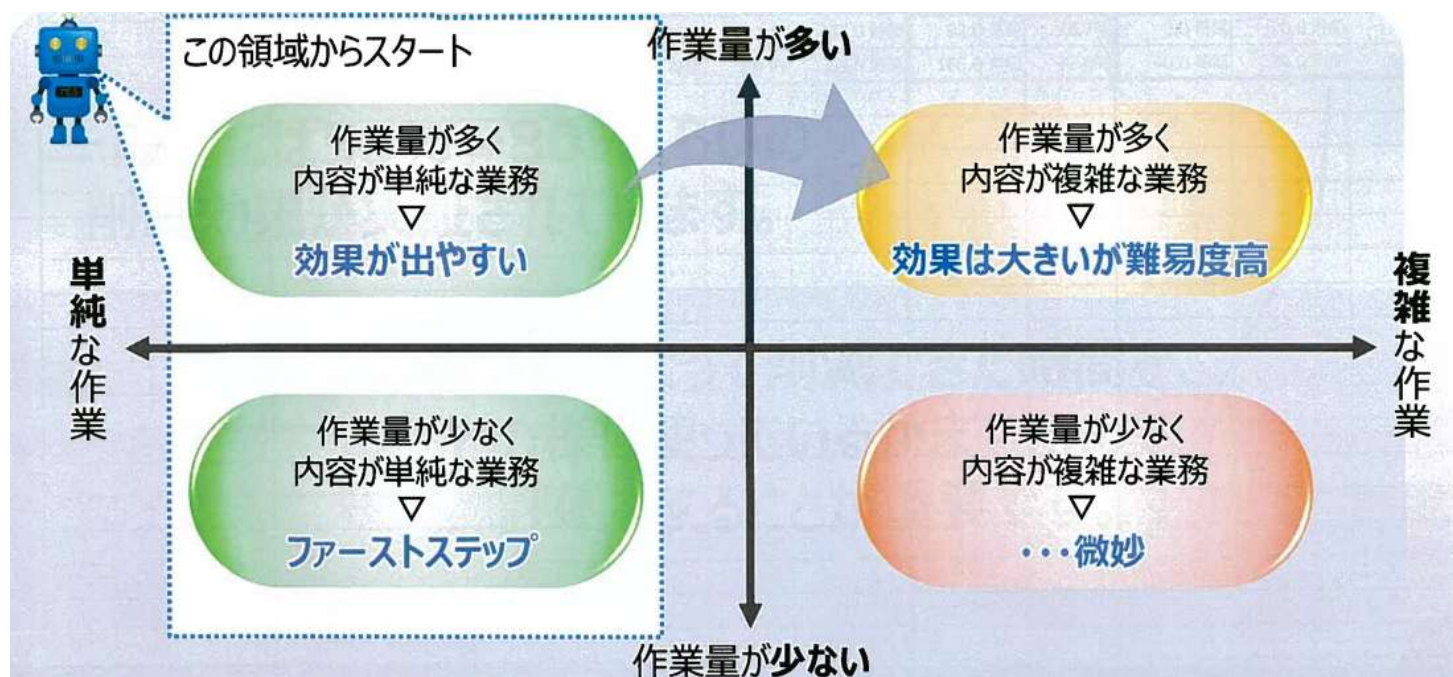 この領域からスタート
作業量が多い
作業量が多く
内容が単純な業務
▽
効果が出やすい
作業量が多く
内容が複雑な業務
▽
効果は大きいが難易度高
単純な作業
複雑な作業
作業量が少なく
内容が単純な業務
▽
ファーストステップ
作業量が少なく
内容が複雑な業務
▽
・・・微妙
作業量が少ない